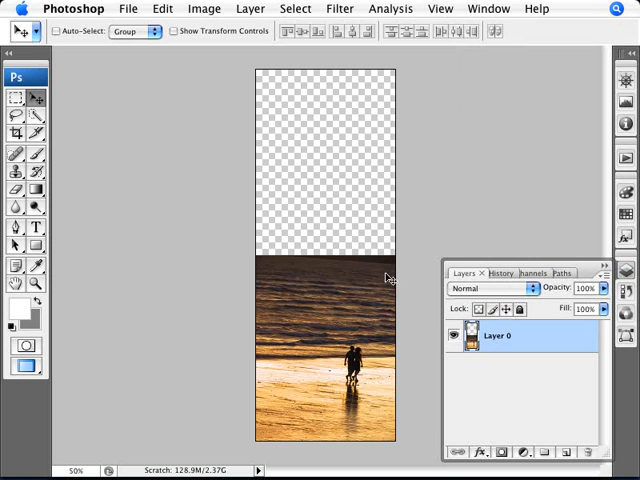 Photoshop File Edit Image Layer Select Filter Analysis View Window Help
Auto-Select: Group Show Transform Controls
Ps
T
Layers × History hannels Paths
Normal Opacity: 100%
Lock: Fill: 100%
Layer 0
fx
50% Scratch: 128.9M/2.37G